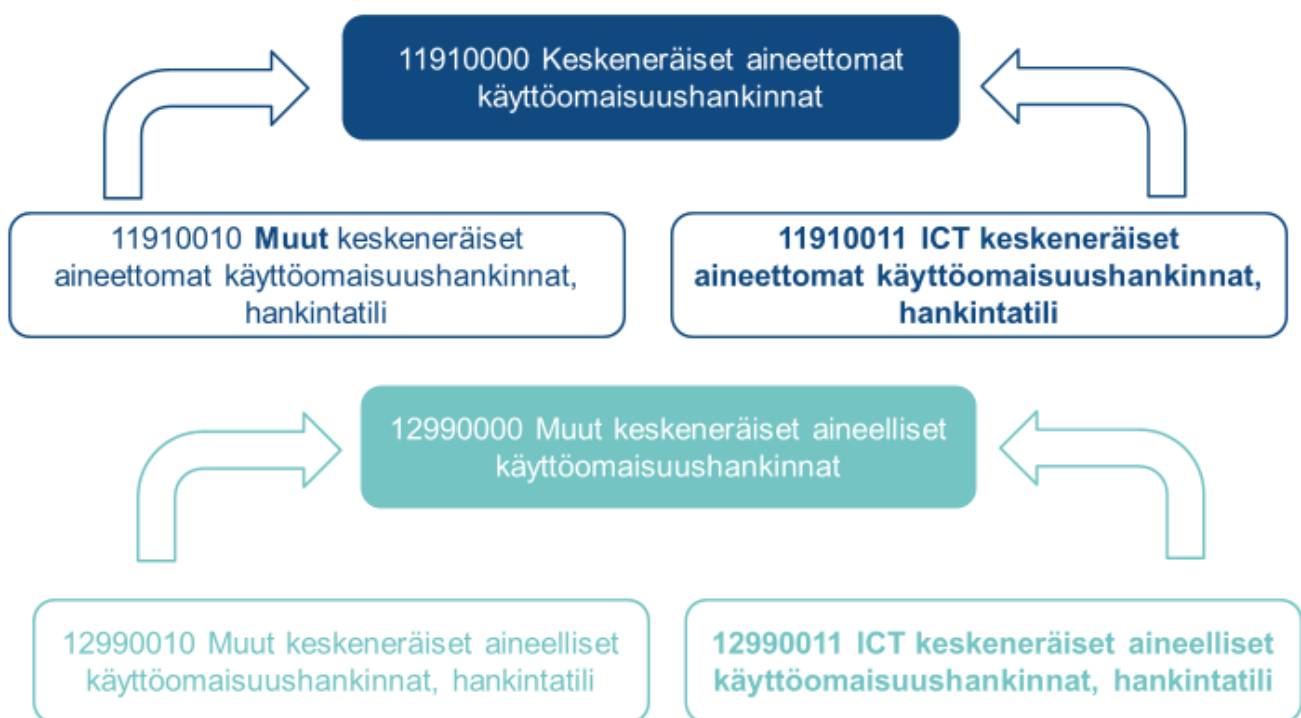 11910000 Keskeneräiset aineettomat
käyttöomaisuushankinnat
11910010 Muut keskeneräiset
aineettomat käyttöomaisuushankinnat,
hankintatili
11910011 ICT keskeneräiset
aineettomat käyttöomaisuushankinnat,
hankintatili
12990000 Muut keskeneräiset aineelliset
käyttöomaisuushankinnat
12990010 Muut keskeneräiset aineelliset
käyttöomaisuushankinnat, hankintatili
12990011 ICT keskeneräiset aineelliset
käyttöomaisuushankinnat, hankintatili